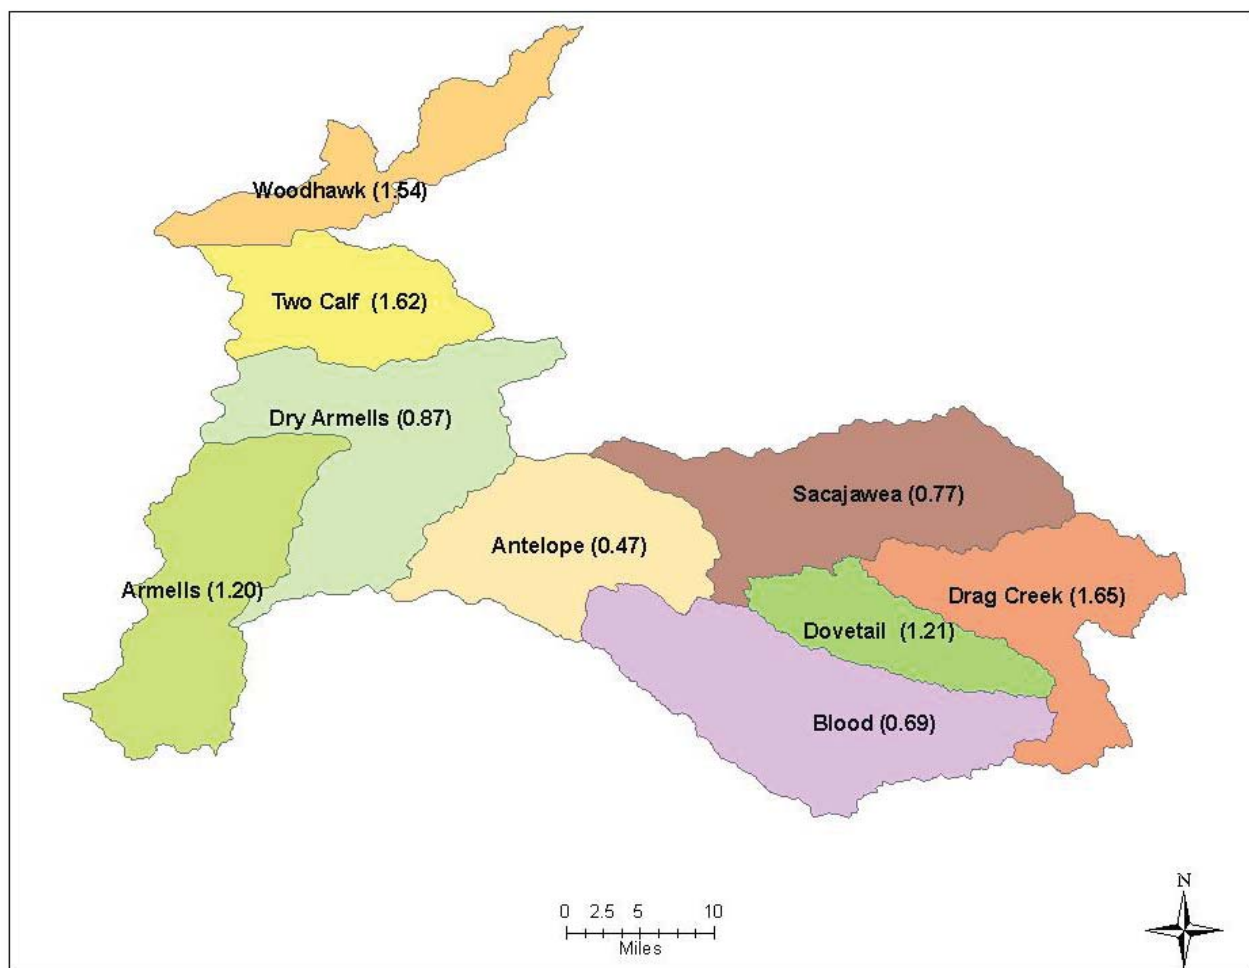 Woodhawk (1.54)
Two Calf (1.62)
Dry Armells (0.87)
Sacajawea (0.77)
Antelope (0.47)
Armells (1.20)
Drag Creek (1.65)
Dovetail (1.21)
Blood (0.69)
N
0 2.5 5 10
Miles